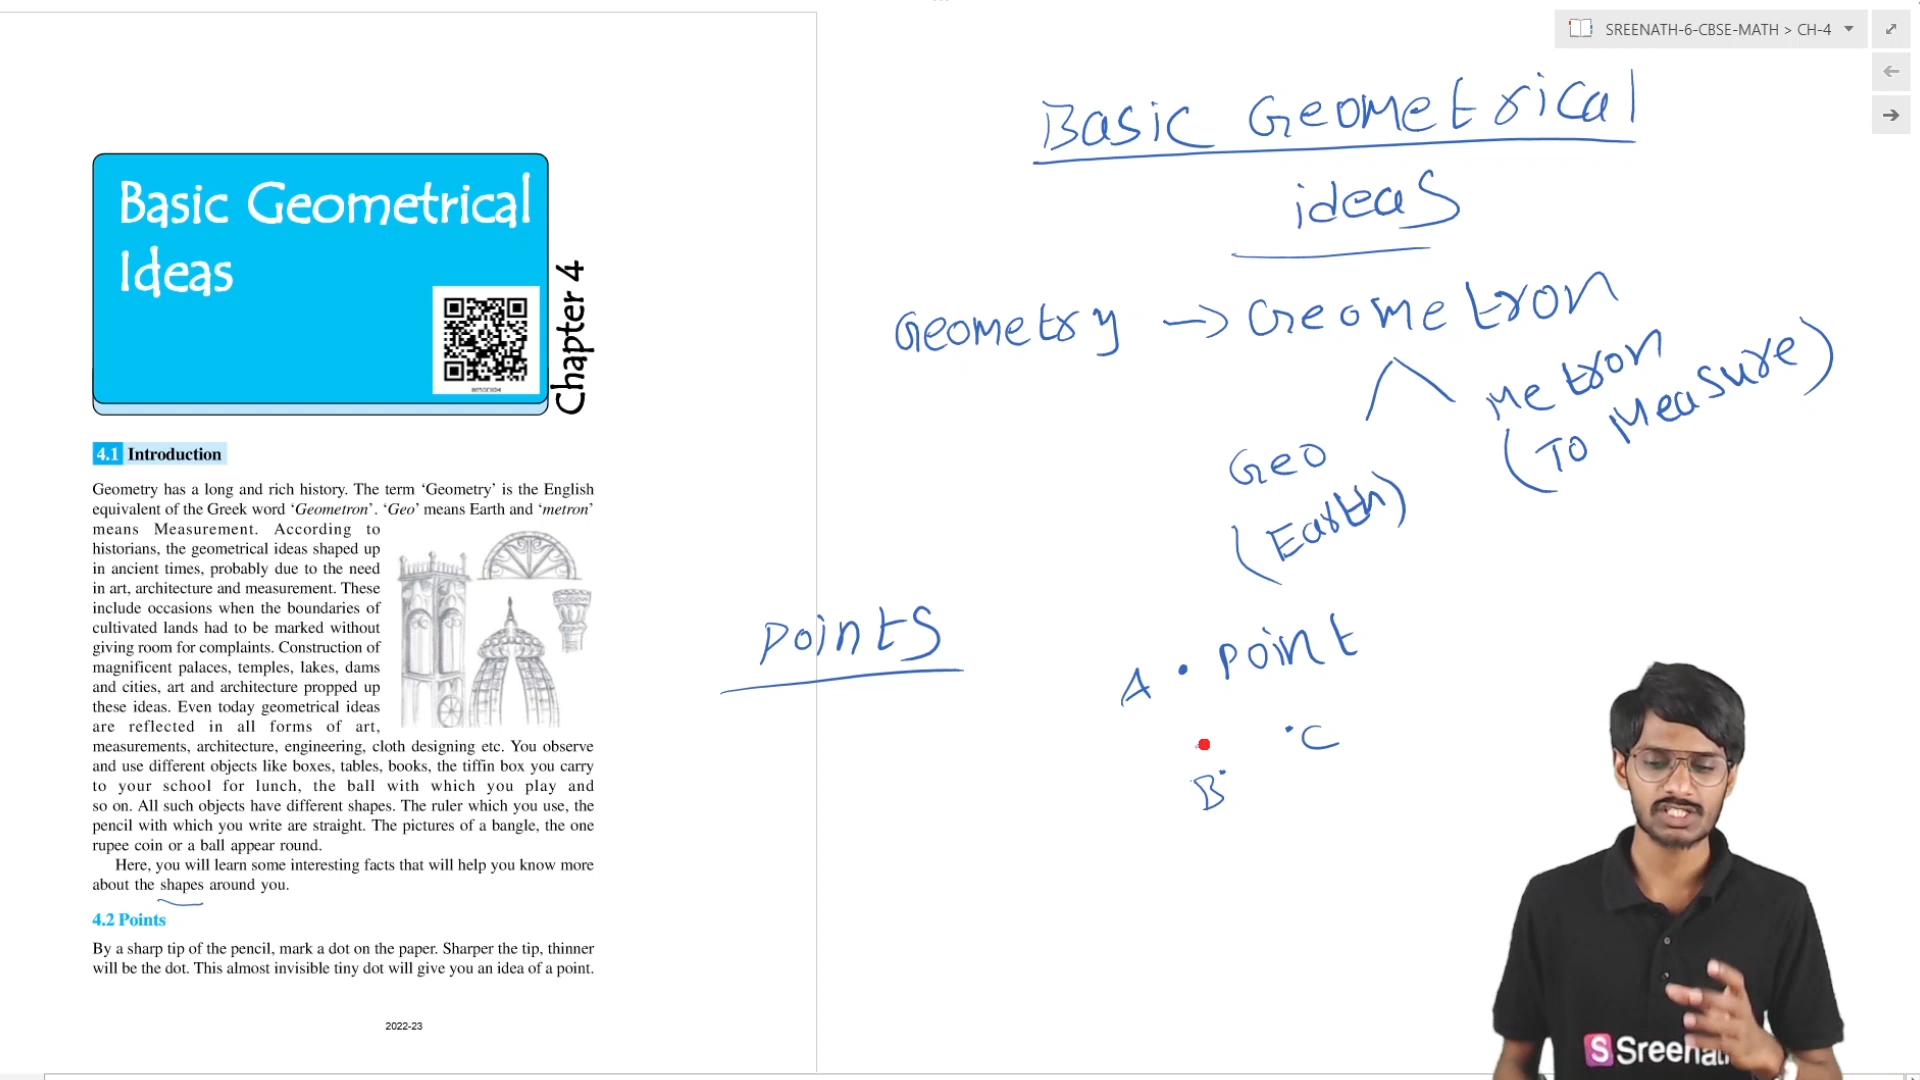 SREENATH-6-CBSE-MATH > CH-4
Basic Geometrical
Ideas
Chapter 4
4.1 Introduction
Geometry has a long and rich history. The term ‘Geometry’ is the English
equivalent of the Greek word ‘Geometron’. ‘Geo’ means Earth and ‘metron’
means Measurement. According to
historians, the geometrical ideas shaped up
in ancient times, probably due to the need
in art, architecture and measurement. These
include occasions when the boundaries of
cultivated lands had to be marked without
giving room for complaints. Construction of
magnificent palaces, temples, lakes, dams
and cities, art and architecture propped up
these ideas. Even today geometrical ideas
are reflected in all forms of art,
measurements, architecture, engineering, cloth designing etc. You observe
and use different objects like boxes, tables, books, the tiffin box you carry
to your school for lunch, the ball with which you play and
so on. All such objects have different shapes. The ruler which you use, the
pencil with which you write are straight. The pictures of a bangle, the one
rupee coin or a ball appear round.
Here, you will learn some interesting facts that will help you know more
about the shapes around you.
4.2 Points
By a sharp tip of the pencil, mark a dot on the paper. Sharper the tip, thinner
will be the dot. This almost invisible tiny dot will give you an idea of a point.
2022-23
Basic Geometrical
ideas
Geometry → Geometron
Geo
(Earth)
Metron
(To Measure)
Points
A • Point
• C
B
S Sreenath